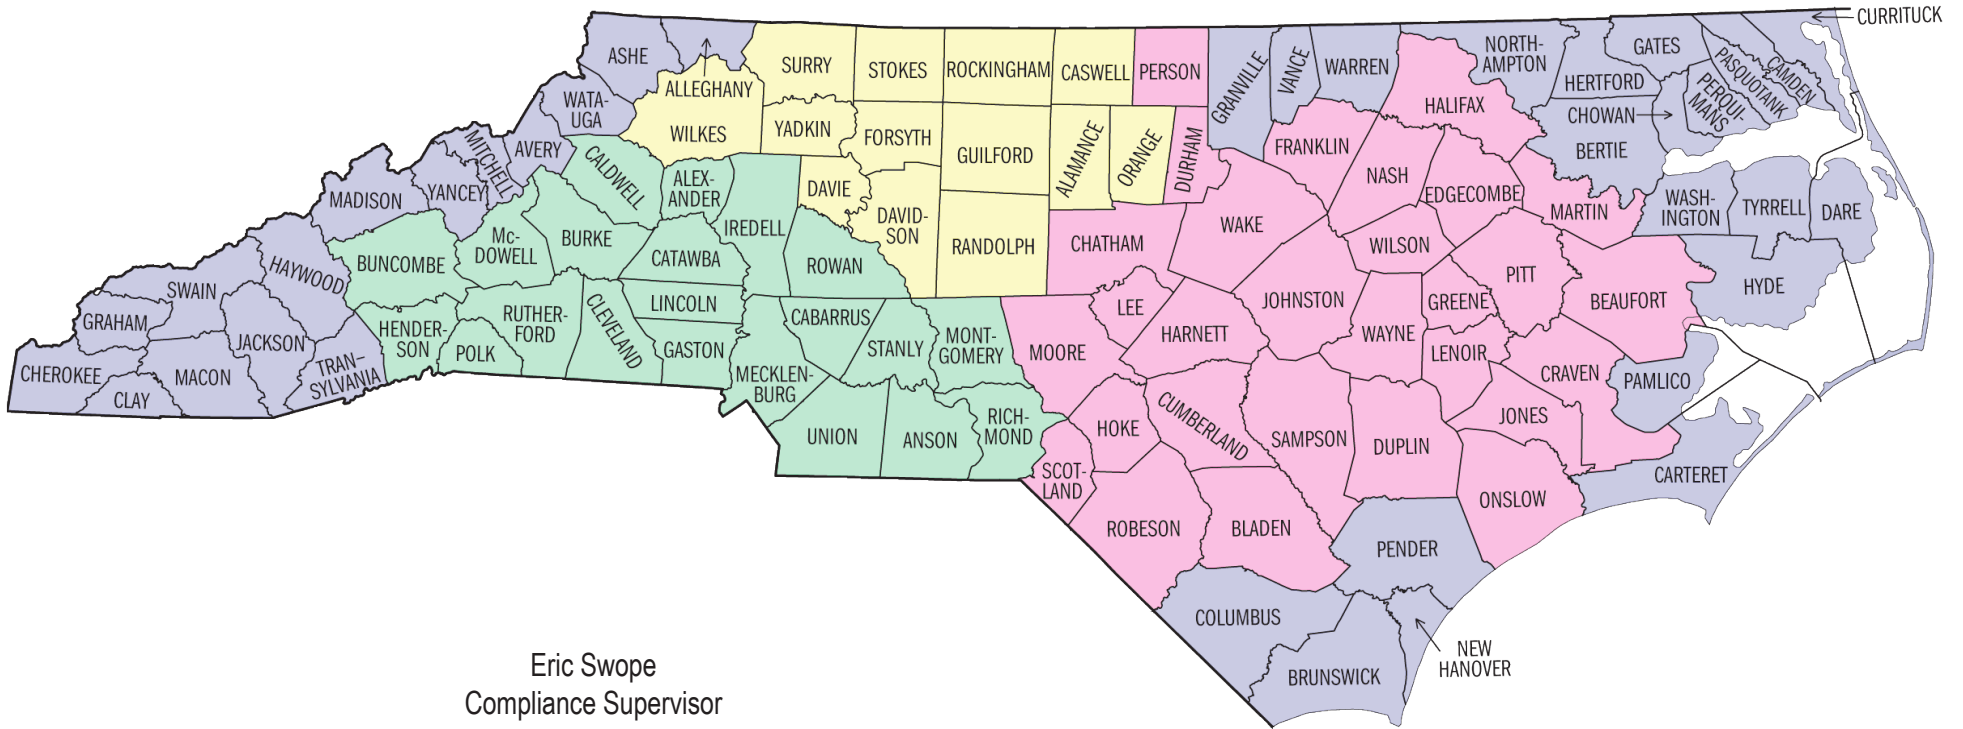 CURRITUCK
ASHE
ALLEGHANY
SURRY
STOKES
ROCKINGHAM
CASWELL
PERSON
GRANVILLE
VANCE
WARREN
NORTH-
AMPTON
HERTFORD
GATES
PASQUOTANK
CAMDEN
PERQUI-
MANS
CHOWAN
BERTIE
HALIFAX
WATA-
UGA
WILKES
YADKIN
FORSYTH
GUILFORD
ALAMANCE
ORANGE
DURHAM
FRANKLIN
NASH
EDGECOMBE
MARTIN
WASH-
INGTON
TYRRELL
DARE
MITCHELL
AVERY
CALDWELL
ALEX-
ANDER
DAVIE
DAVID-
SON
RANDOLPH
CHATHAM
WAKE
WILSON
PITT
BEAUFORT
HYDE
MADISON
YANCEY
McDOWELL
BURKE
CATAWBA
IREDELL
ROWAN
BUNCOMBE
HAYWOOD
SWAIN
GRAHAM
JACKSON
HENDER-
SON
POLK
RUTHER-
FORD
CLEVELAND
LINCOLN
GASTON
CABARRUS
STANLY
MONT-
GOMERY
MOORE
LEE
HARNETT
JOHNSTON
WAYNE
GREENE
LENOIR
CRAVEN
PAMLICO
CHEROKEE
CLAY
MACON
TRAN-
SYLVANIA
MECKLEN-
BURG
UNION
ANSON
RICH-
MOND
SCOT-
LAND
HOKE
CUMBERLAND
SAMPSON
DUPLIN
JONES
ONSLOW
CARTERET
ROBESON
BLADEN
PENDER
COLUMBUS
BRUNSWICK
NEW
HANOVER
Eric Swope
Compliance Supervisor